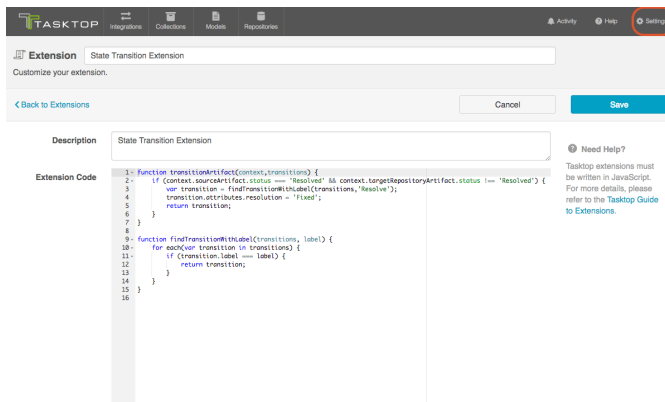 TASKTOP
Integrations Collections Models Repositories
Activity Help Settings
Extension State Transition Extension
Customize your extension.
Back to Extensions Cancel Save
Description State Transition Extension
Need Help?
Tasktop extensions must
be written in JavaScript.
For more details, please
refer to the Tasktop Guide
to Extensions.
Extension Code
1 function transitionArtifact(context,transitions) {
2 if (context.sourceArtifact.status === 'Resolved' && context.targetRepositoryArtifact.status !== 'Resolved') {
3 var transition = findTransitionWithLabel(transitions,'Resolve');
4 transition.attributes.resolution = 'Fixed';
5 return transition;
6 }
7 }
8
9 function findTransitionWithLabel(transitions, label) {
10 for each(var transition in transitions) {
11 if (transition.label === label) {
12 return transition;
13 }
14 }
15 }
16